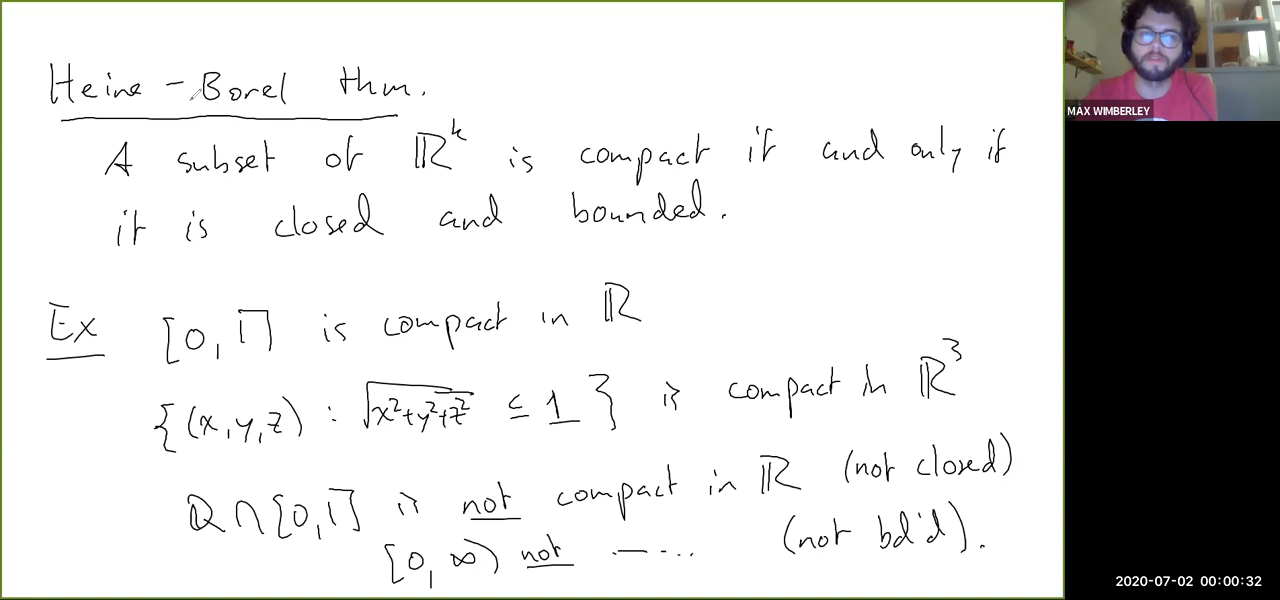 Heine-Borel thm.
A subset of ℝᵏ is compact if and only if
it is closed and bounded.
Ex [0,1] is compact in ℝ
{(x,y,z) : √x²+y²+z² ≤ 1} is compact in ℝ³
ℚ∩[0,1] is not compact in ℝ (not closed)
[0,∞) not —... (not bd'd).
MAX WIMBERLEY
2020-07-02 00:00:32